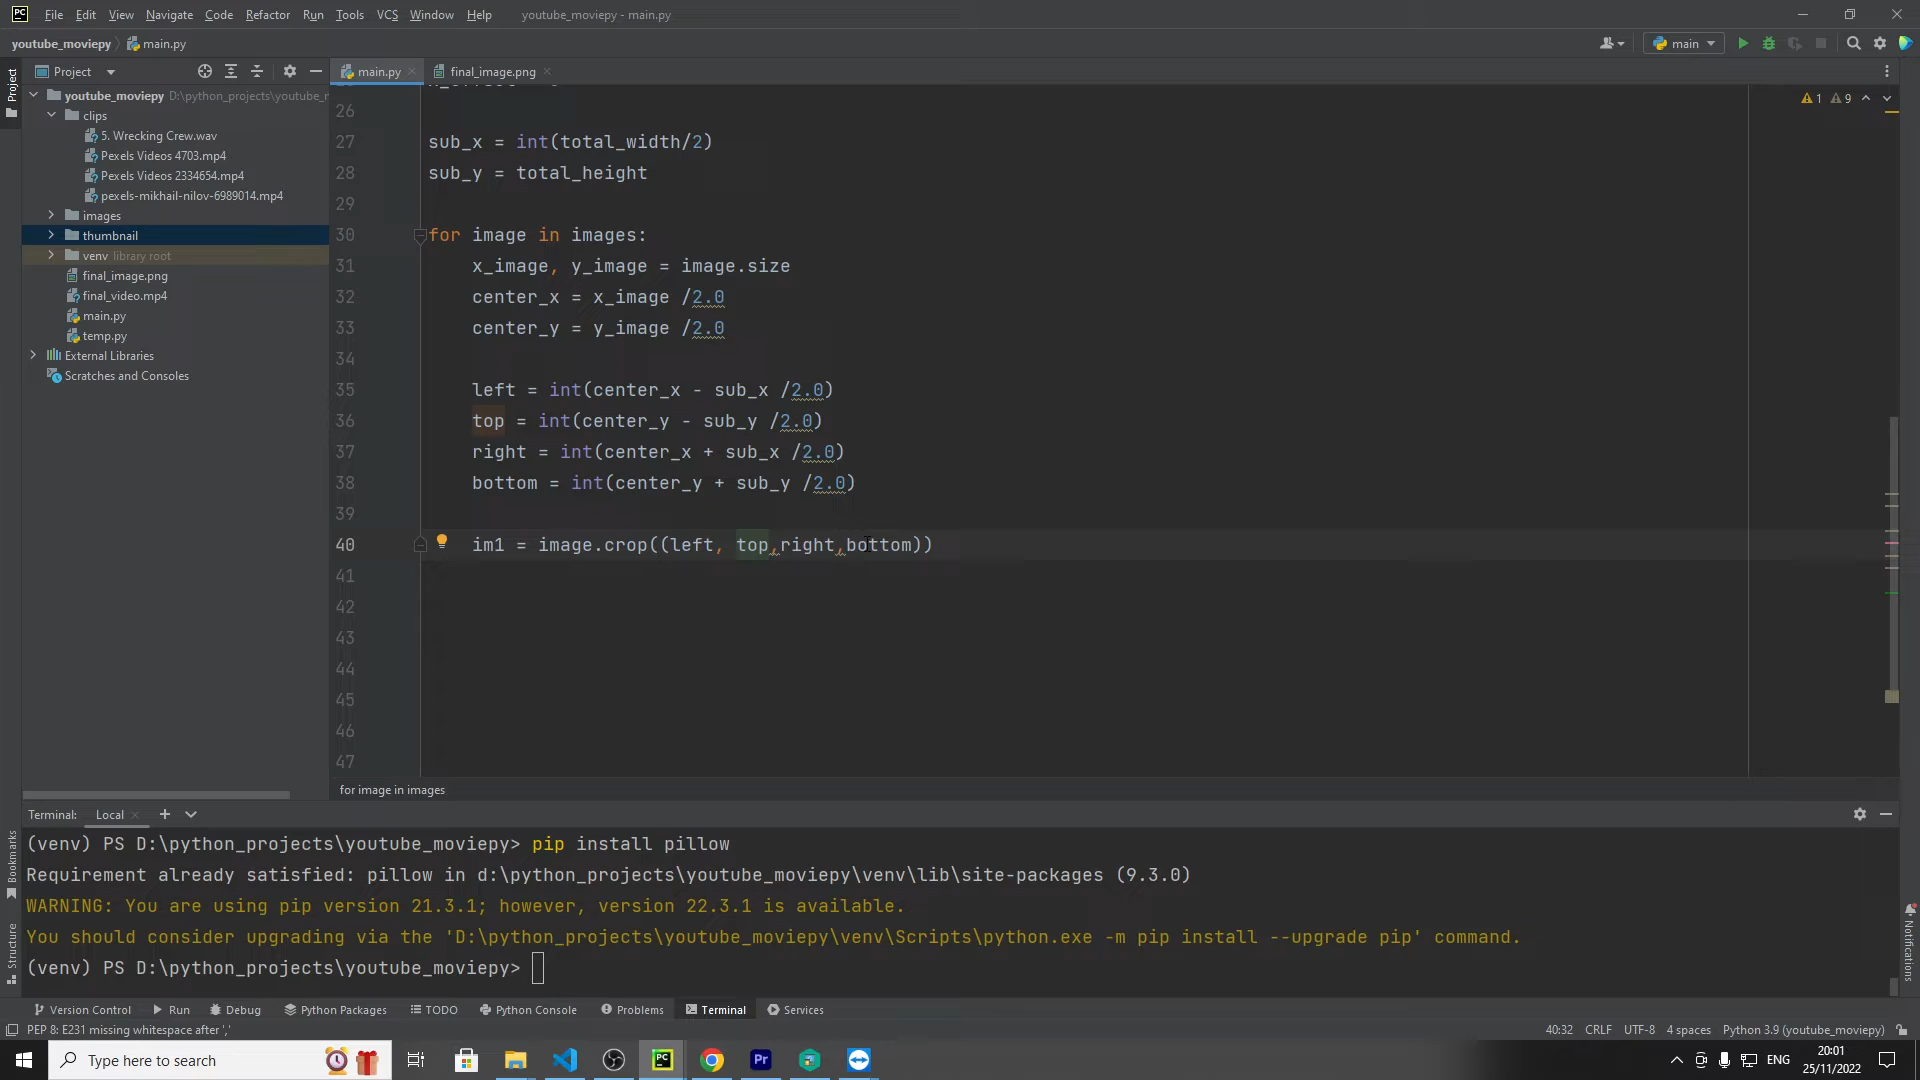 PC File Edit View Navigate Code Refactor Run Tools VCS Window Help youtube_moviepy - main.py
youtube_moviepy main.py main
Project main.py final_image.png
Project
youtube_moviepy D:\python_projects\youtube_r
clips
5. Wrecking Crew.wav
Pexels Videos 4703.mp4
Pexels Videos 2334654.mp4
pexels-mikhail-nilov-6989014.mp4
images
thumbnail
venv library root
final_image.png
final_video.mp4
main.py
temp.py
External Libraries
Scratches and Consoles
1 9
26
27 sub_x = int(total_width/2)
28 sub_y = total_height
29
30 for image in images:
31 x_image, y_image = image.size
32 center_x = x_image /2.0
33 center_y = y_image /2.0
34
35 left = int(center_x - sub_x /2.0)
36 top = int(center_y - sub_y /2.0)
37 right = int(center_x + sub_x /2.0)
38 bottom = int(center_y + sub_y /2.0)
39
40 im1 = image.crop((left, top,right,bottom))
41
42
43
44
45
46
47
for image in images
Terminal: Local
(venv) PS D:\python_projects\youtube_moviepy> pip install pillow
Requirement already satisfied: pillow in d:\python_projects\youtube_moviepy\venv\lib\site-packages (9.3.0)
WARNING: You are using pip version 21.3.1; however, version 22.3.1 is available.
You should consider upgrading via the 'D:\python_projects\youtube_moviepy\venv\Scripts\python.exe -m pip install --upgrade pip' command.
(venv) PS D:\python_projects\youtube_moviepy>
Bookmarks
Structure
Notifications
Version Control Run Debug Python Packages TODO Python Console Problems Terminal Services
PEP 8: E231 missing whitespace after ',' 40:32 CRLF UTF-8 4 spaces Python 3.9 (youtube_moviepy)
Type here to search PC Pr ENG 20:01
25/11/2022